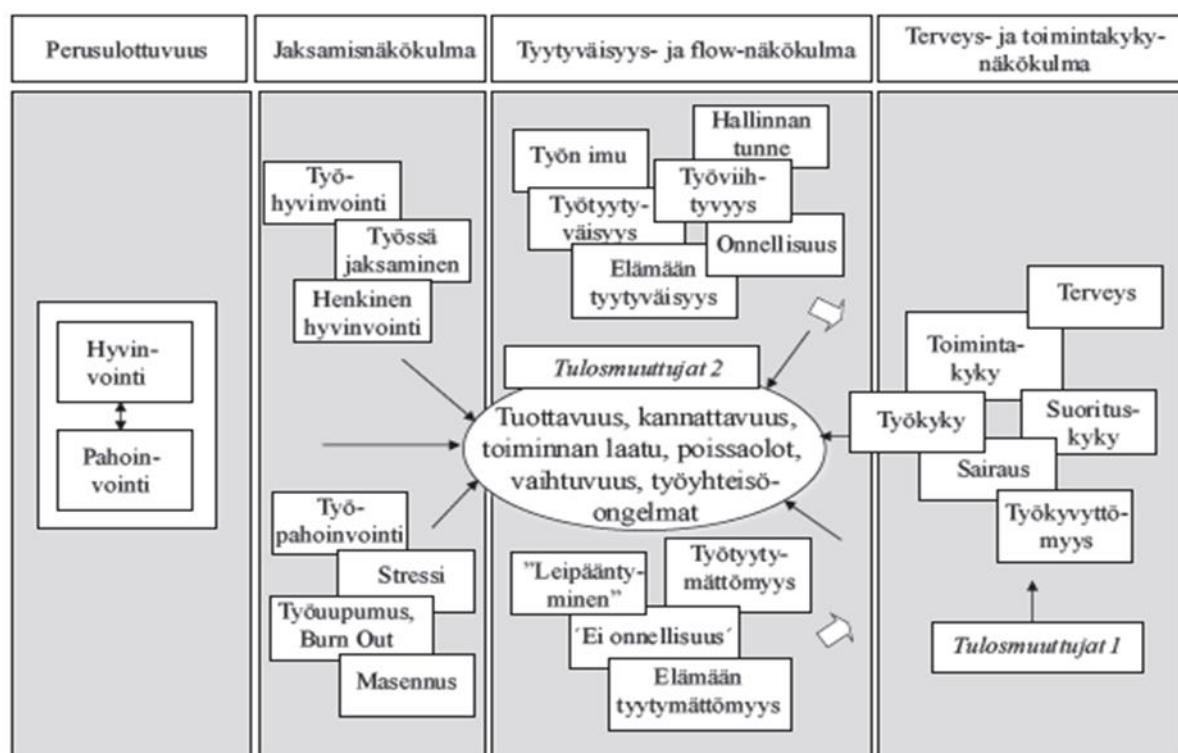 Perusulottuvuus
Jaksamisnäkökulma
Tyytyväisyys- ja flow-näkökulma
Terveys- ja toimintakyky-
näkökulma
Hyvin-
vointi
Pahoin-
vointi
Työ-
hyvinvointi
Työssä
jaksaminen
Henkinen
hyvinvointi
Työ-
pahoinvointi
Stressi
Työuupumus,
Burn Out
Masennus
Hallinnan
tunne
Työn imu
Työviih-
tyvyys
Työtyyty-
väisyys
Onnellisuus
Elämään
tyytyväisyys
Tulosmuuttujat 2
Tuottavuus, kannattavuus,
toiminnan laatu, poissaolot,
vaihtuvuus, työyhteisö-
ongelmat
”Leipäänty-
minen”
Työtyyty-
mättömyys
´Ei onnellisuus´
Elämään
tyytymättömyys
Terveys
Toiminta-
kyky
Työkyky
Suoritus-
kyky
Sairaus
Työkyvyttö-
myys
Tulosmuuttujat 1